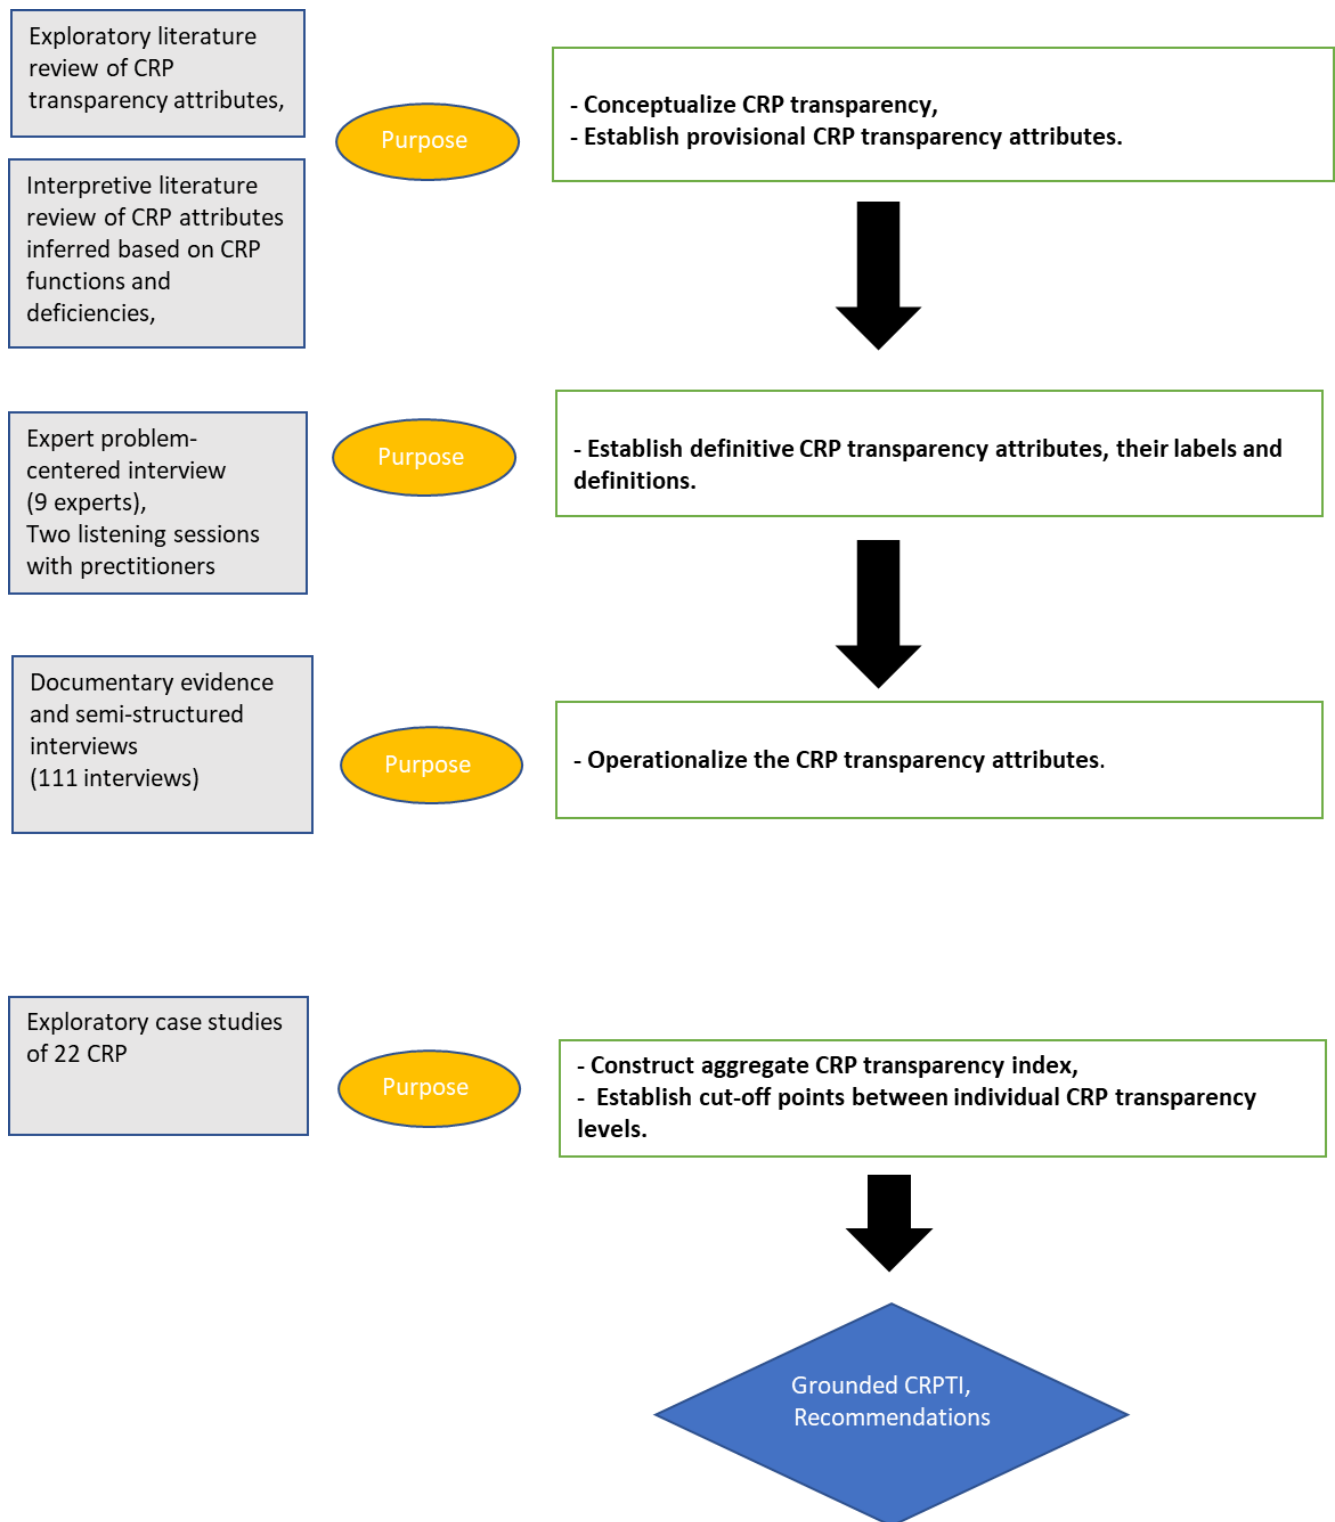 Exploratory literature
review of CRP
transparency attributes,
Purpose
- Conceptualize CRP transparency,
- Establish provisional CRP transparency attributes.
Interpretive literature
review of CRP attributes
inferred based on CRP
functions and
deficiencies,
Expert problem-
centered interview
(9 experts),
Two listening sessions
with prectitioners
Purpose
- Establish definitive CRP transparency attributes, their labels and
definitions.
Documentary evidence
and semi-structured
interviews
(111 interviews)
Purpose
- Operationalize the CRP transparency attributes.
Exploratory case studies
of 22 CRP
Purpose
- Construct aggregate CRP transparency index,
- Establish cut-off points between individual CRP transparency
levels.
Grounded CRPTI,
Recommendations